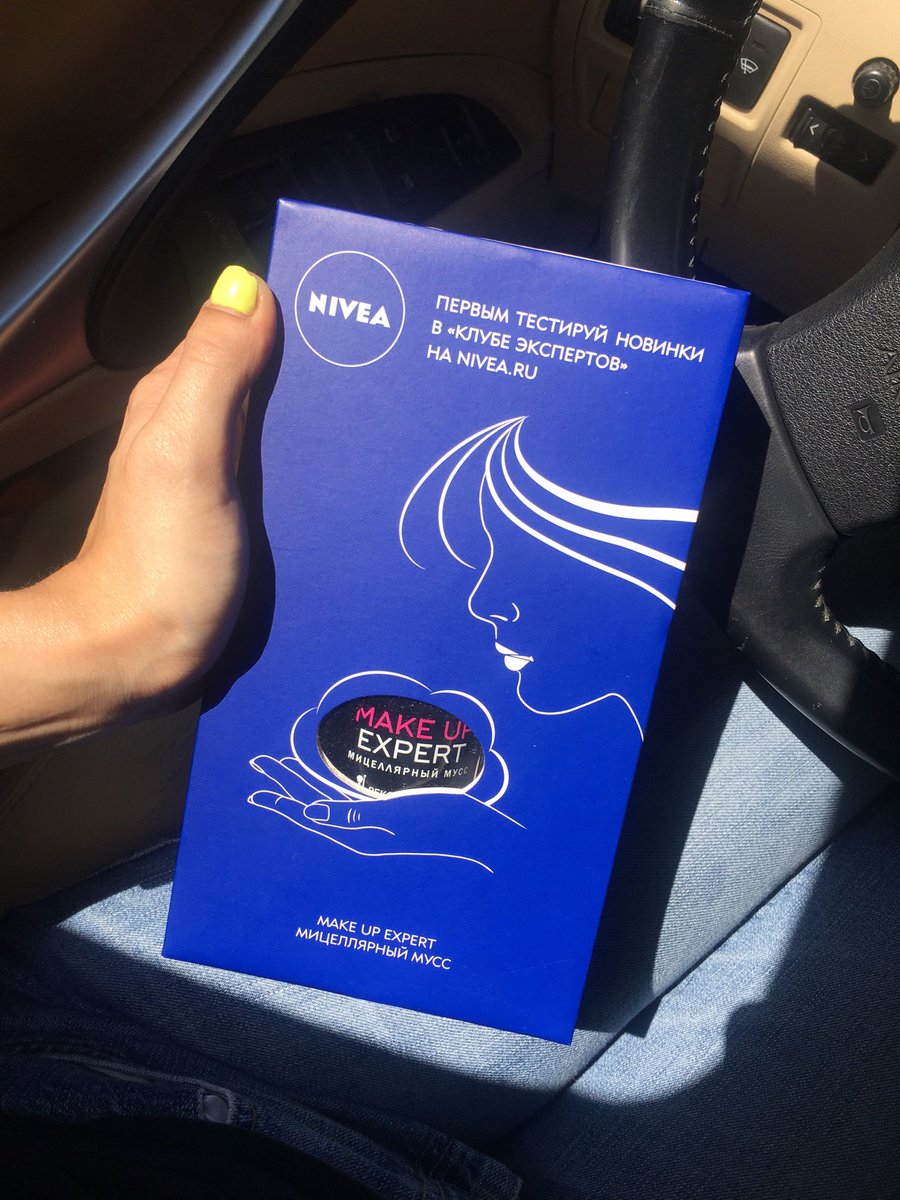 NIVEA
ПЕРВЫМ ТЕСТИРУЙ НОВИНКИ
В «КЛУБЕ ЭКСПЕРТОВ»
НА NIVEA.RU
MAKE UP
EXPERT
МИЦЕЛЛЯРНЫЙ МУСС
MAKE UP EXPERT
МИЦЕЛЛЯРНЫЙ МУСС